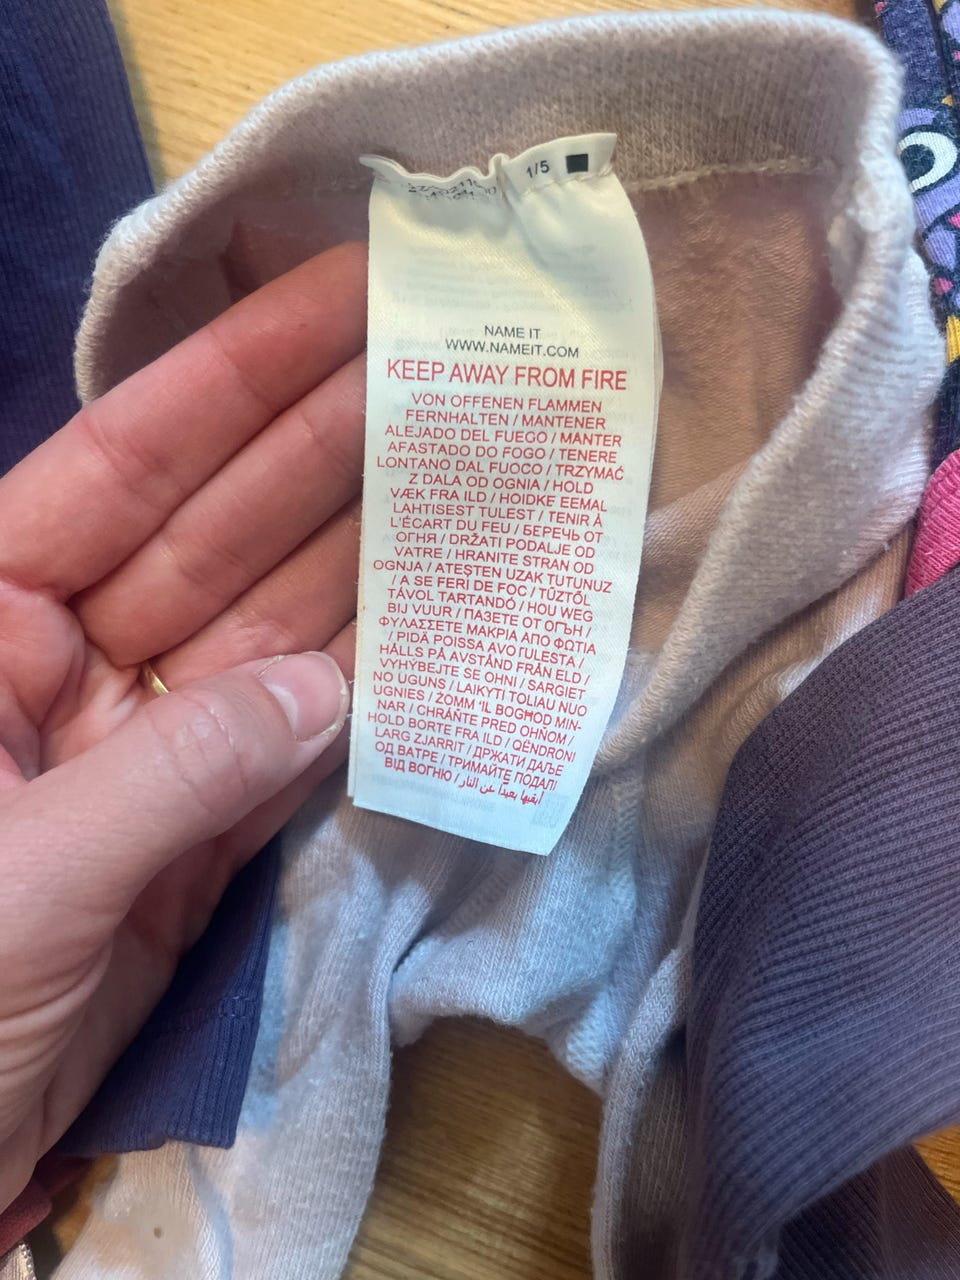 1/5
NAME IT
WWW.NAMEIT.COM
KEEP AWAY FROM FIRE
VON OFFENEN FLAMMEN
FERNHALTEN / MANTENER
ALEJADO DEL FUEGO / MANTER
AFASTADO DO FOGO / TENERE
LONTANO DAL FUOCO / TRZYMAĆ
Z DALA OD OGNIA / HOLD
VÆK FRA ILD / HOIDKE EEMAL
LAHTISEST TULEST / TENIR À
L'ÉCART DU FEU / БЕРЕЧЬ ОТ
ОГНЯ / DRŽATI PODALJE OD
VATRE / HRANITE STRAN OD
OGNJA / ATEŞTEN UZAK TUTUNUZ
/ A SE FERÍ DE FOC / TŰZTŐL
TÁVOL TARTANDÓ / HOU WEG
BIJ VUUR / ПАЗЕТЕ ОТ ОГЪН /
ΦΥΛΑΣΣΕΤΕ ΜΑΚΡΙΑ ΑΠΟ ΦΩΤΙΑ
/ PIDÄ POISSA AVOTULESTA /
HÅLLS PÅ AVSTÅND FRÅN ELD /
VYHÝBEJTE SE OHNI / SARGIET
NO UGUNS / LAIKYTI TOLIAU NUO
UGNIES / ŻOMM 'IL BOGĦOD MIN-
NAR / CHRÁŇTE PRED OHŇOM /
HOLD BORTE FRA ILD / QËNDRONI
LARG ZJARRIT / ДРЖАТИ ДАЉЕ
ОД ВАТРЕ / ТРИМАЙТЕ ПОДАЛІ
ВІД ВОГНЮ / أبقيها بعيداً عن النار